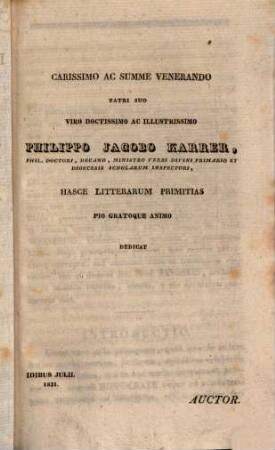 CARISSIMO AC SUMME VENERANDO
PATRI SUO
VIRO DOCTISSIMO AC ILLUSTRISSIMO
PHILIPPO JACOBO KARRER,
PHIL. DOCTORI, DECANO, MINISTRO VERBI DIVINI PRIMARIO ET
DIOECESIS SCHOLARUM INSPECTORI,
HASCE LITTERARUM PRIMITIAS
PIO GRATOQUE ANIMO
DEDICAT
IDIBUS JULII.
1831.
AUCTOR.